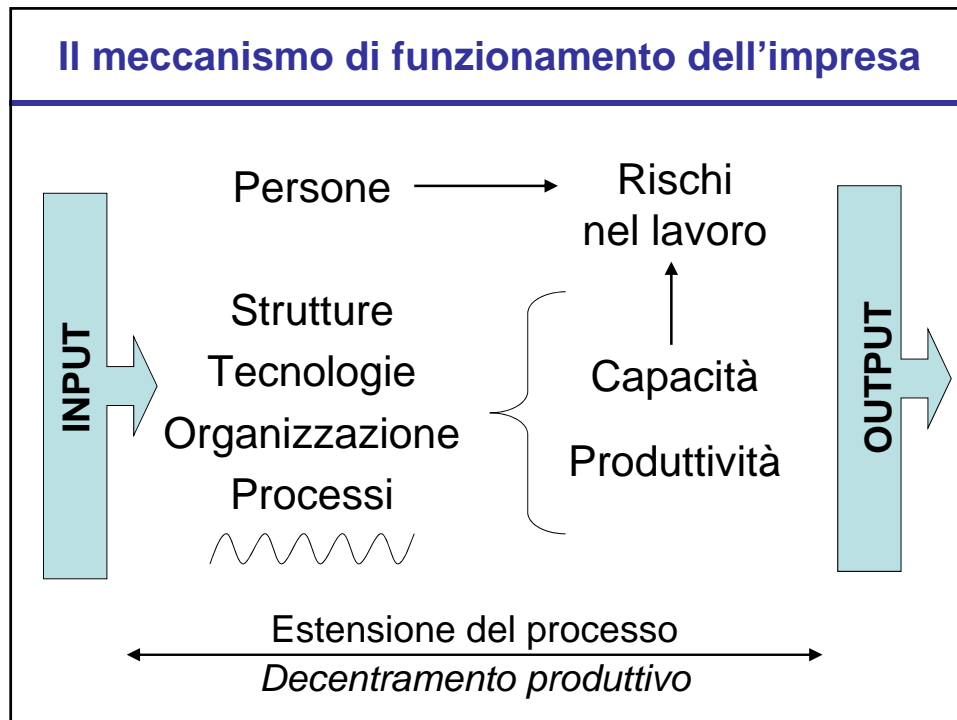 Il meccanismo di funzionamento dell’impresa
INPUT
Persone
Rischi
nel lavoro
Strutture
Tecnologie
Organizzazione
Processi
Capacità
Produttività
OUTPUT
Estensione del processo
Decentramento produttivo